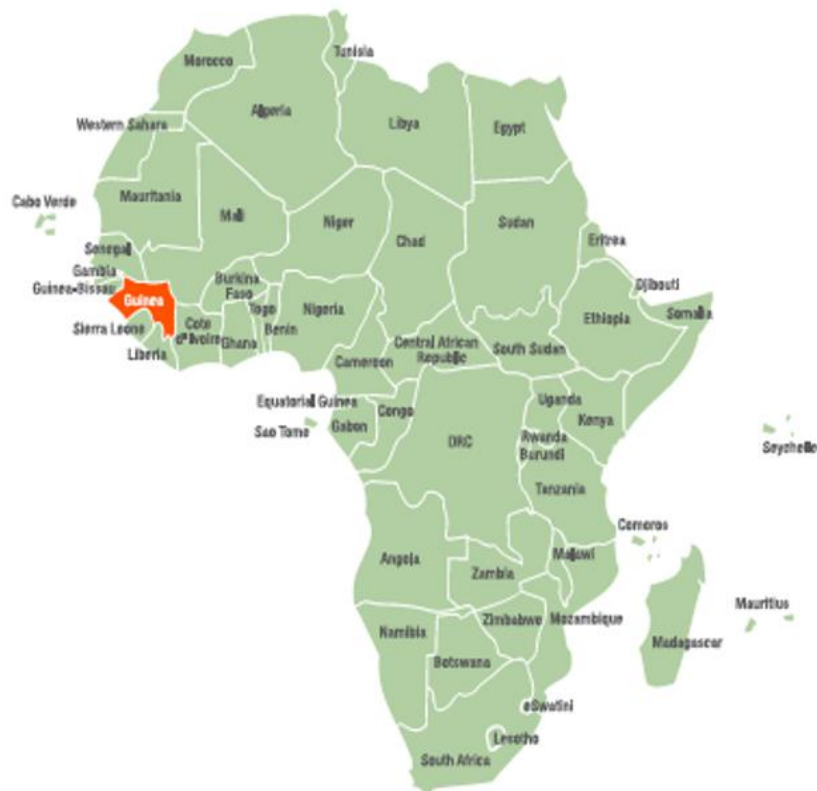 Tunisia
Morocco
Algeria
Libya
Egypt
Western Sahara
Mauritania
Cabo Verde
Mali
Niger
Chad
Sudan
Eritrea
Senegal
Gambia
Guinea-Bissau
Guinea
Burkina
Faso
Togo
Nigeria
Djibouti
Somalia
Ethiopia
Sierra Leone
Cote
d'Ivoire
Ghana
Benin
Liberia
Cameroon
Central African
Republic
South Sudan
Equatorial Guinea
Sao Tome
Gabon
Congo
Uganda
Kenya
DRC
Rwanda
Burundi
Tanzania
Seychelle
Comoros
Angola
Zambia
Malawi
Mozambique
Mauritius
Namibia
Zimbabwe
Botswana
Madagascar
eSwatini
Lesotho
South Africa